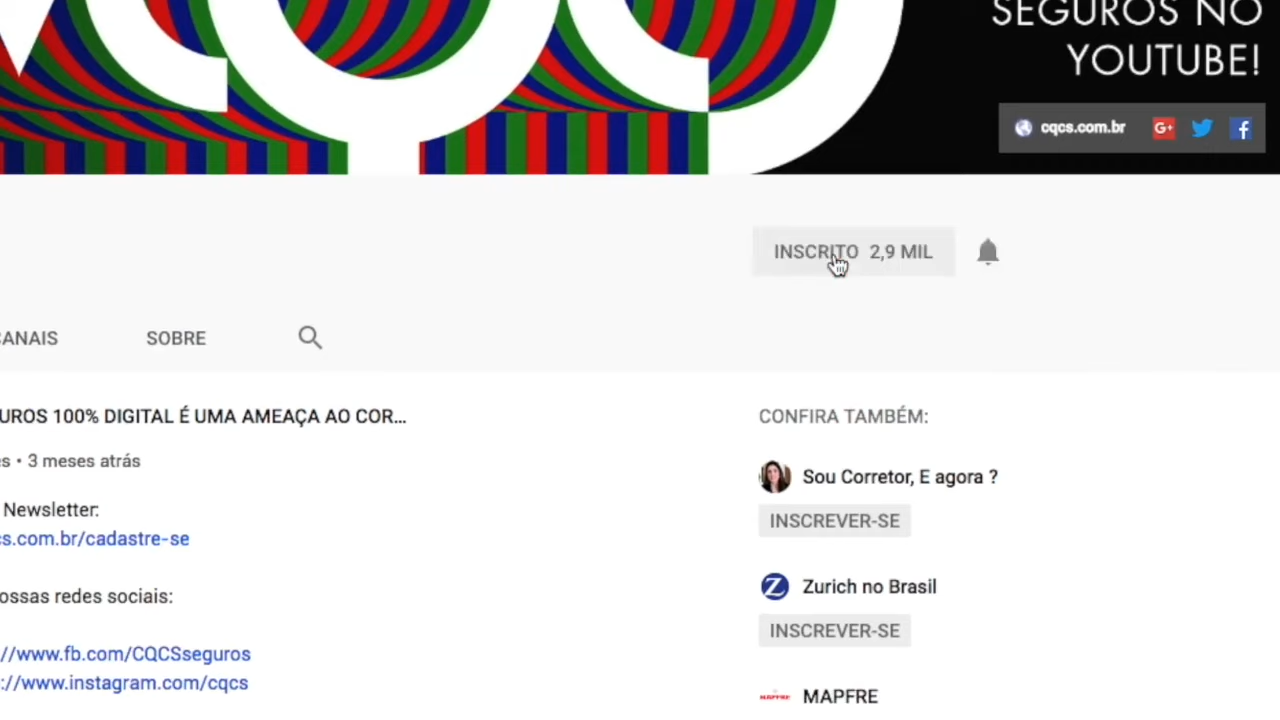 SEGUROS NO
YOUTUBE!
cqcs.com.br
G+
INSCRITO 2,9 MIL
CANAIS
SOBRE
UROS 100% DIGITAL É UMA AMEAÇA AO COR...
s • 3 meses atrás
Newsletter:
cs.com.br/cadastre-se
ossas redes sociais:
//www.fb.com/CQCSseguros
://www.instagram.com/cqcs
CONFIRA TAMBÉM:
Sou Corretor, E agora ?
INSCREVER-SE
Z
Zurich no Brasil
INSCREVER-SE
MAPFRE
MAPFRE